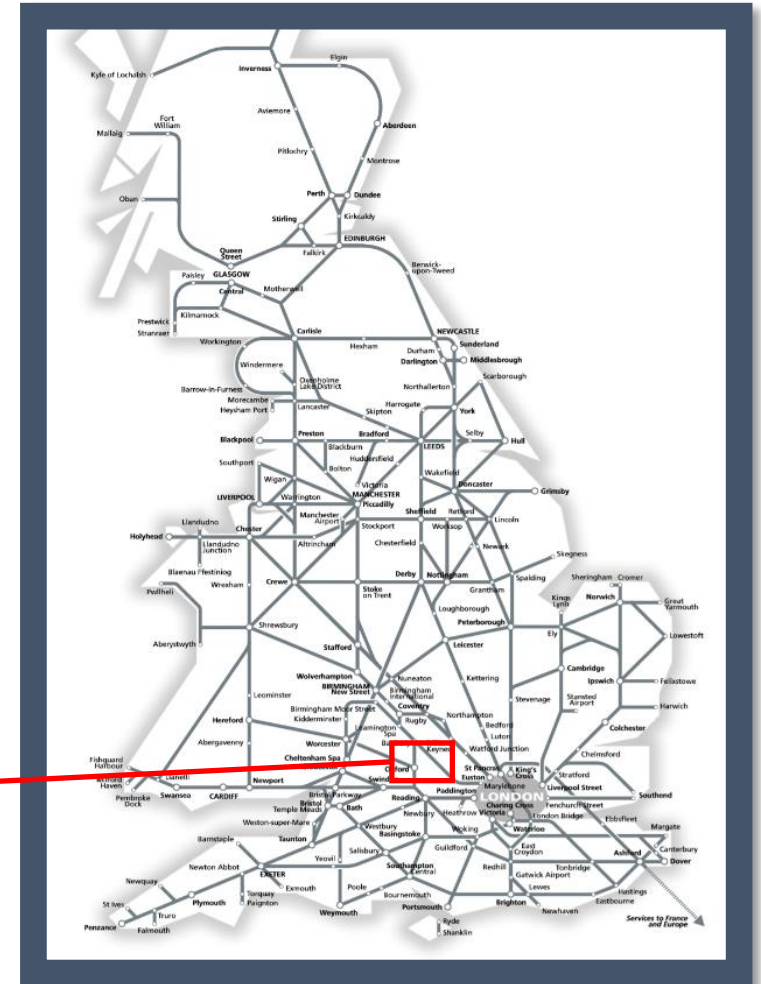 Elgin
Inverness
Kyle of Lochalsh
Aviemore
Fort
William
Mallaig
Aberdeen
Pitlochry
Montrose
Perth
Dundee
Oban
Stirling
Kirkcaldy
EDINBURGH
Queen
Street
Falkirk
Berwick-
upon-Tweed
Paisley
GLASGOW
Central
Motherwell
Prestwick
Kilmarnock
Stranraer
Carlisle
NEWCASTLE
Workington
Hexham
Sunderland
Durham
Darlington
Middlesbrough
Windermere
Oxenholme
Lake District
Scarborough
Barrow-in-Furness
Northallerton
Morecambe
Heysham Port
Lancaster
Harrogate
York
Skipton
Blackpool
Preston
Bradford
Selby
Hull
Blackburn
LEEDS
Southport
Huddersfield
Bolton
Wakefield
Wigan
Victoria
Doncaster
MANCHESTER
Grimsby
LIVERPOOL
Warrington
Piccadilly
Manchester
Airport
Sheffield
Retford
Lincoln
Llandudno
Stockport
Worksop
Holyhead
Chester
Llandudno
Junction
Altrincham
Chesterfield
Newark
Skegness
Blaenau Ffestiniog
Wrexham
Crewe
Derby
Nottingham
Spalding
Sheringham
Cromer
Pwllheli
Stoke
on Trent
Grantham
Kings
Lynn
Norwich
Great
Yarmouth
Loughborough
Shrewsbury
Peterborough
Ely
Lowestoft
Aberystwyth
Stafford
Leicester
Wolverhampton
Cambridge
BIRMINGHAM
New Street
Nuneaton
Kettering
Ipswich
Felixstowe
Birmingham
International
Stansted
Airport
Leominster
Birmingham Moor Street
Coventry
Stevenage
Harwich
Kidderminster
Rugby
Northampton
Hereford
Leamington
Spa
Bedford
Colchester
Worcester
Luton
Abergavenny
Keynes
Watford Junction
Chelmsford
Cheltenham Spa
Fishguard
Harbour
St Pancras
King's
Cross
Euston
Stratford
Milford
Haven
Llanelli
Marylebone
Liverpool Street
Pembroke
Dock
Swansea
CARDIFF
Newport
Bristol Parkway
Paddington
LONDON
Southend
Bristol
Temple Meads
Bath
Reading
Fenchurch Street
Charing Cross
Newbury
Heathrow
Victoria
London Bridge
Ebbsfleet
Weston-super-Mare
Westbury
Basingstoke
Woking
Waterloo
Margate
Barnstaple
Taunton
Salisbury
Guildford
East
Croydon
Canterbury
Yeovil
Newton Abbot
Southampton
Central
Redhill
Tonbridge
Ashford
Dover
EXETER
Gatwick Airport
Newquay
Exmouth
Poole
Bournemouth
Lewes
Hastings
Torquay
Paignton
Eastbourne
St Ives
Plymouth
Portsmouth
Brighton
Newhaven
Truro
Weymouth
Ryde
Services to France
and Europe
Penzance
Falmouth
Shanklin